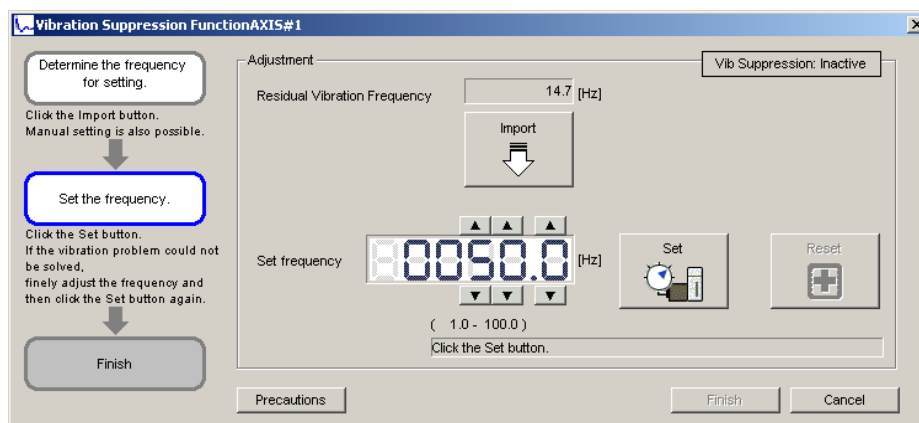 Vibration Suppression FunctionAXIS#1
Determine the frequency
for setting.
Click the Import button.
Manual setting is also possible.
Set the frequency.
Click the Set button.
If the vibration problem could not
be solved,
finely adjust the frequency and
then click the Set button again.
Finish
Adjustment
Vib Suppression: Inactive
Residual Vibration Frequency 14.7 [Hz]
Import
Set frequency 0050.0 [Hz]
Set
Reset
( 1.0 - 100.0 )
Click the Set button.
Precautions
Finish
Cancel